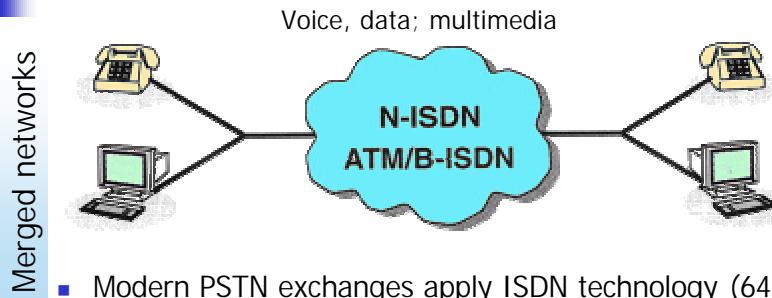 Voice, data; multimedia
Merged networks
N-ISDN
ATM/B-ISDN
▪ Modern PSTN exchanges apply ISDN technology (64